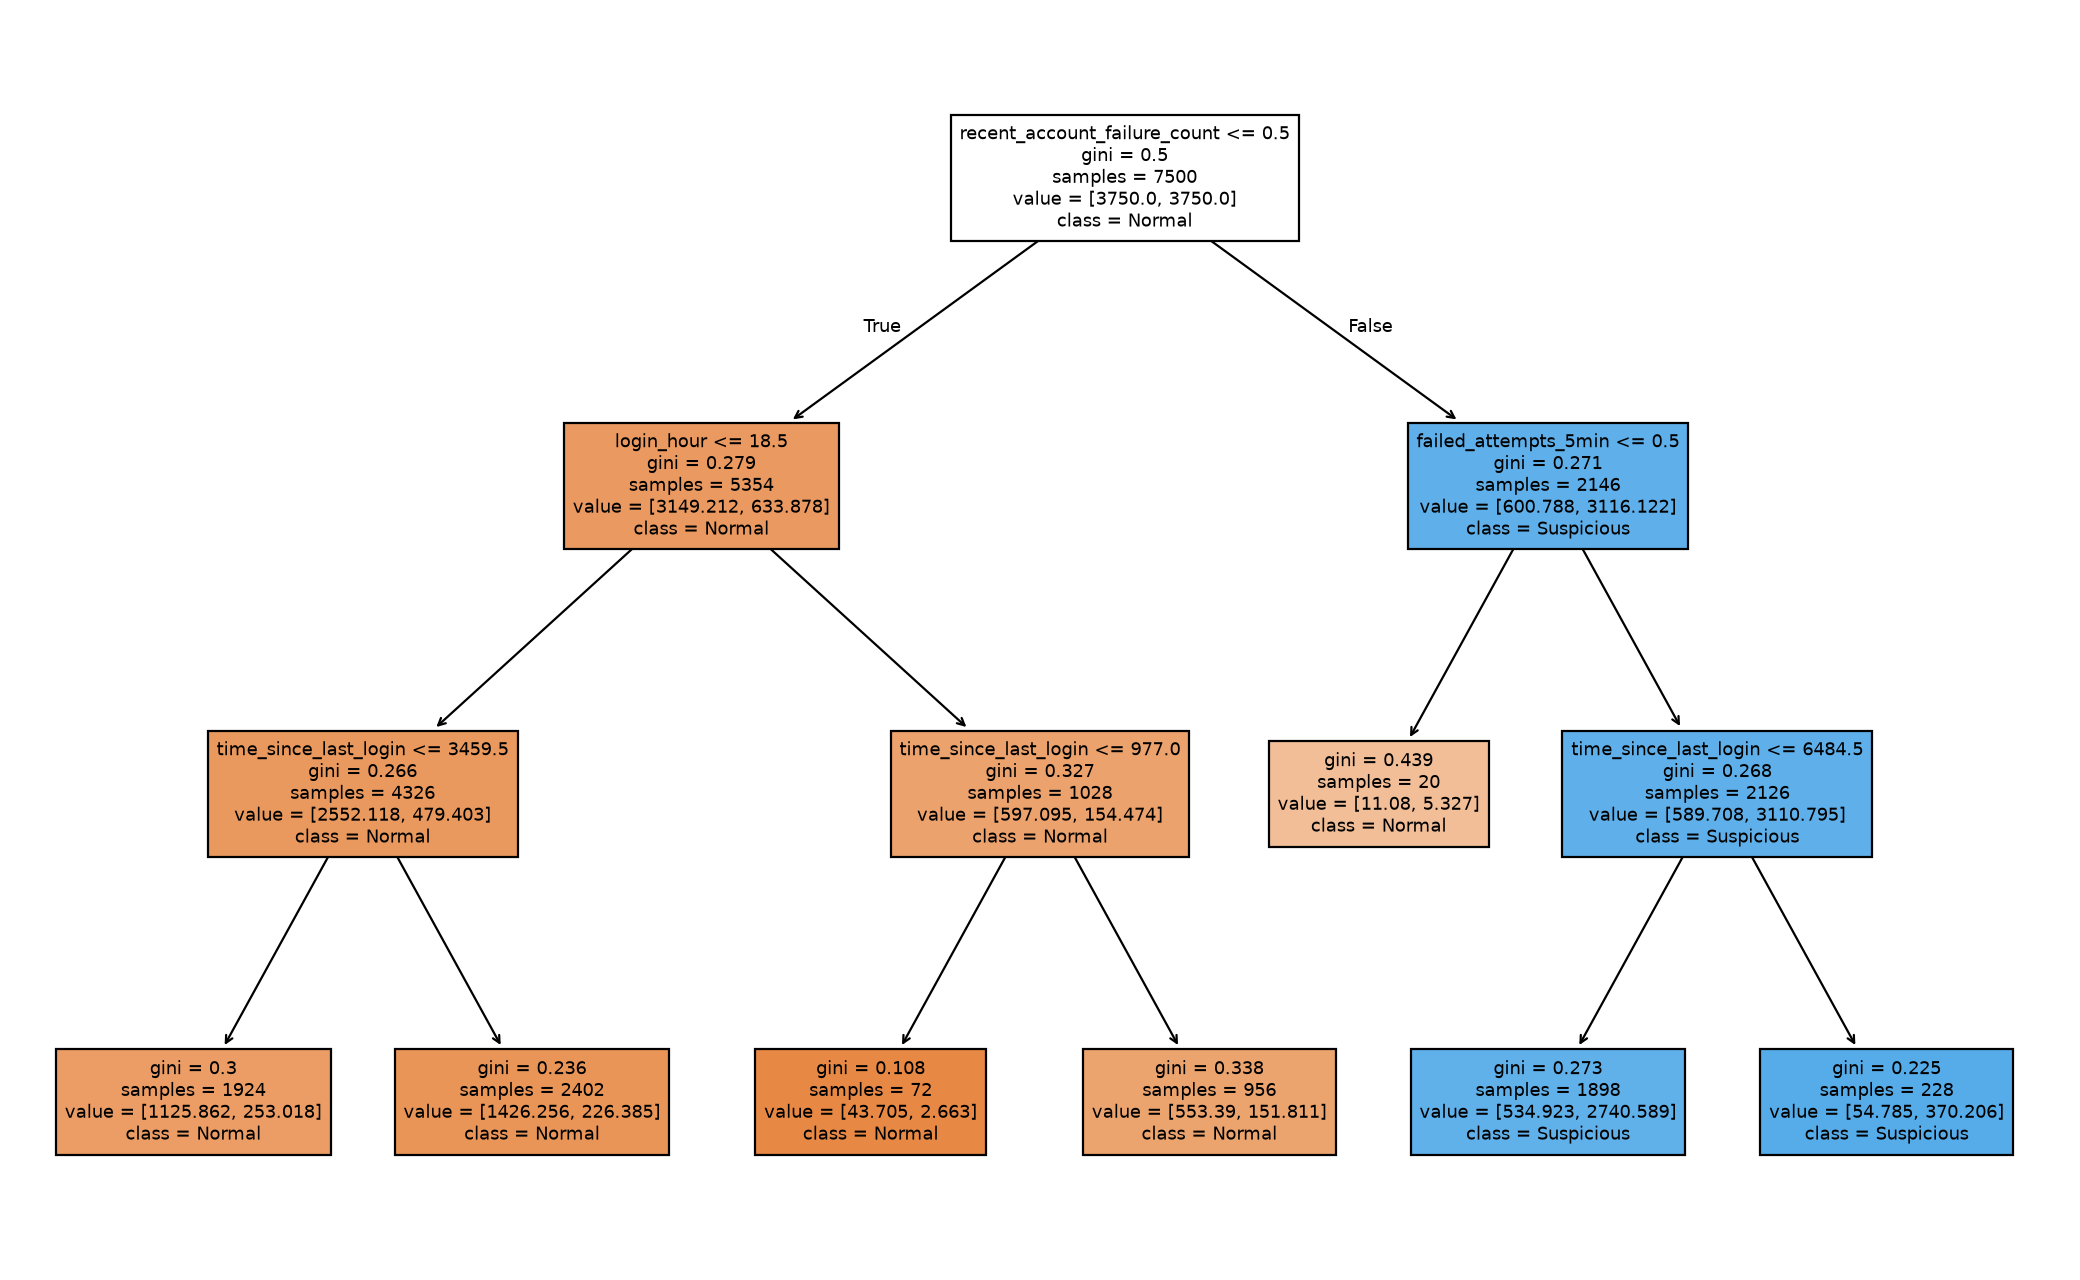 recent_account_failure_count <= 0.5
gini = 0.5
samples = 7500
value = [3750.0, 3750.0]
class = Normal
True
False
login_hour <= 18.5
gini = 0.279
samples = 5354
value = [3149.212, 633.878]
class = Normal
failed_attempts_5min <= 0.5
gini = 0.271
samples = 2146
value = [600.788, 3116.122]
class = Suspicious
time_since_last_login <= 3459.5
gini = 0.266
samples = 4326
value = [2552.118, 479.403]
class = Normal
time_since_last_login <= 977.0
gini = 0.327
samples = 1028
value = [597.095, 154.474]
class = Normal
gini = 0.439
samples = 20
value = [11.08, 5.327]
class = Normal
time_since_last_login <= 6484.5
gini = 0.268
samples = 2126
value = [589.708, 3110.795]
class = Suspicious
gini = 0.3
samples = 1924
value = [1125.862, 253.018]
class = Normal
gini = 0.236
samples = 2402
value = [1426.256, 226.385]
class = Normal
gini = 0.108
samples = 72
value = [43.705, 2.663]
class = Normal
gini = 0.338
samples = 956
value = [553.39, 151.811]
class = Normal
gini = 0.273
samples = 1898
value = [534.923, 2740.589]
class = Suspicious
gini = 0.225
samples = 228
value = [54.785, 370.206]
class = Suspicious